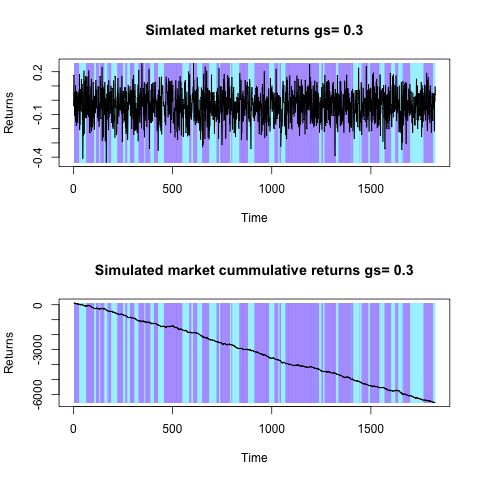 Simlated market returns gs= 0.3
0.2
-0.1
-0.4
Returns
0
500
1000
1500
Time
Simulated market cummulative returns gs= 0.3
0
-3000
-6000
Returns
0
500
1000
1500
Time